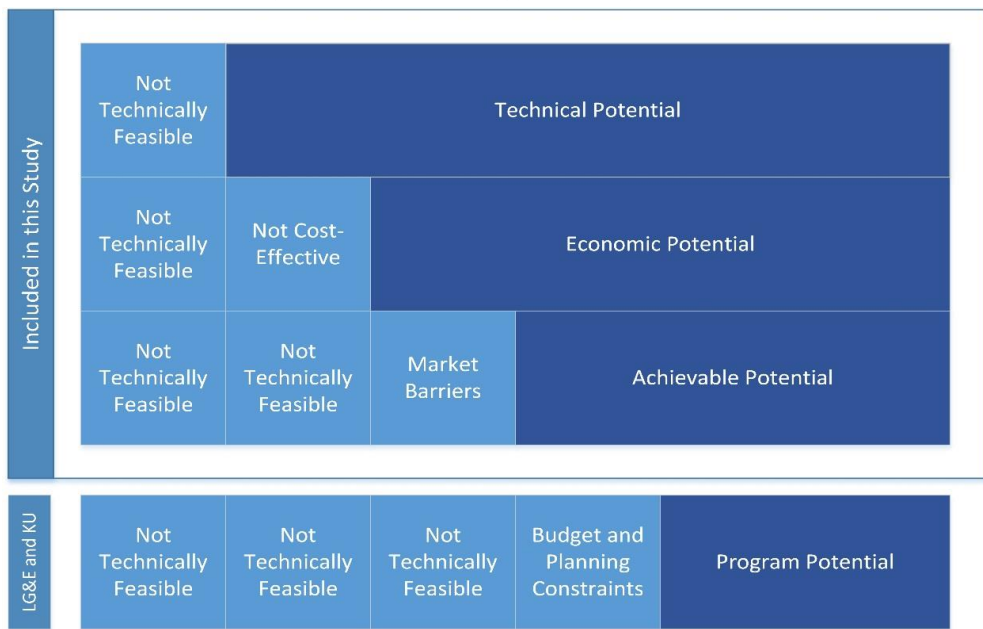 Included in this Study
Not
Technically
Feasible
Technical Potential
Not
Technically
Feasible
Not Cost-
Effective
Economic Potential
Not
Technically
Feasible
Not
Technically
Feasible
Market
Barriers
Achievable Potential
LG&E and KU
Not
Technically
Feasible
Not
Technically
Feasible
Not
Technically
Feasible
Budget and
Planning
Constraints
Program Potential